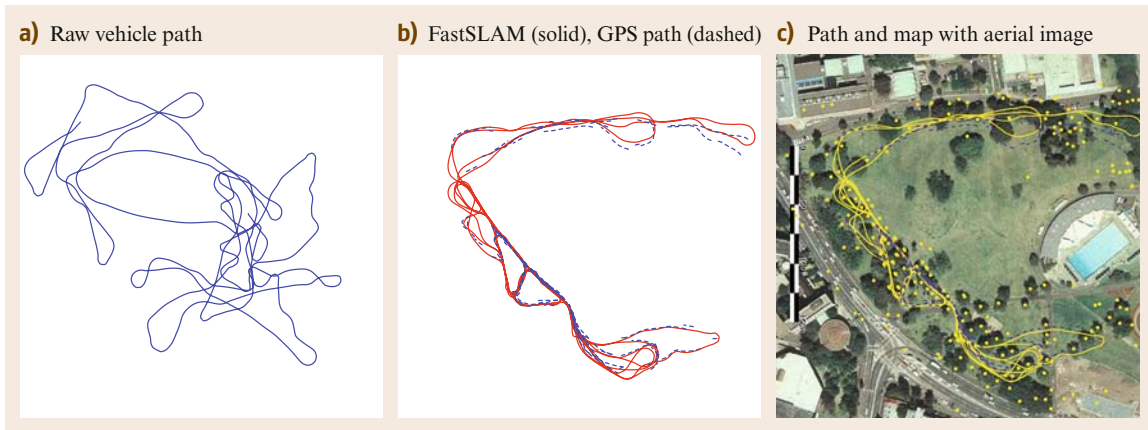 a) Raw vehicle path
b) FastSLAM (solid), GPS path (dashed)
c) Path and map with aerial image